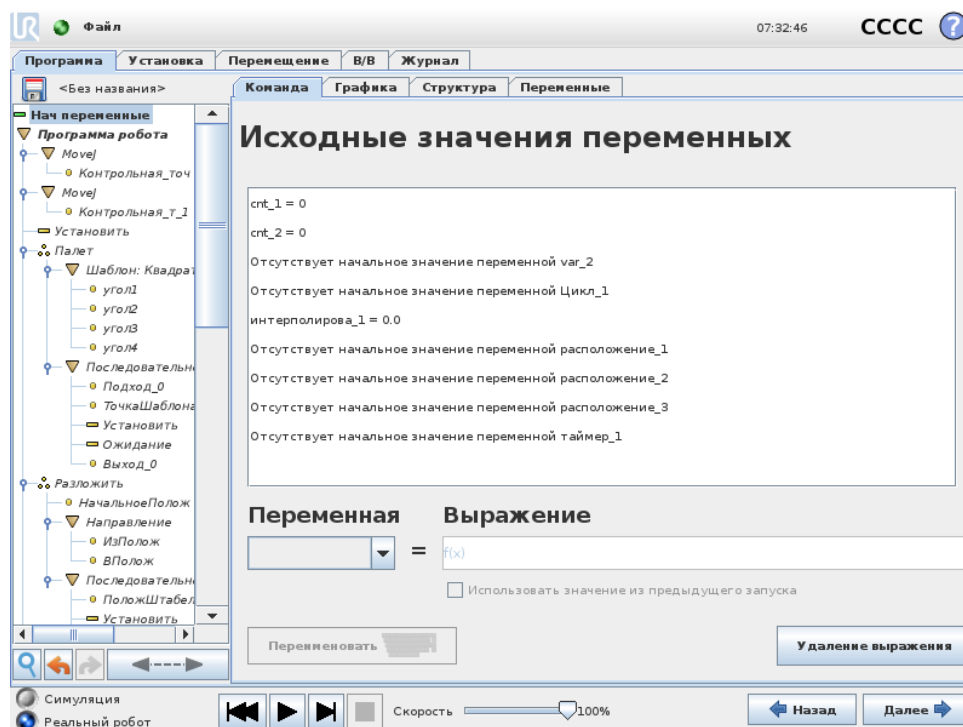 UR Файл 07:32:46 CCCC ?
Программа Установка Перемещение В/В Журнал
<Без названия> Команда Графика Структура Переменные
Нач переменные
Программа робота
MoveJ
Контрольная_точ
MoveJ
Контрольная_т_1
Установить
Палет
Шаблон: Квадрат
угол1
угол2
угол3
угол4
Последовательн
Подход_0
ТочкаШаблона
Установить
Ожидание
Выход_0
Разложить
НачальноеПолож
Направление
ИзПолож
ВПолож
Последовательн
ПоложШтабел
Установить
Исходные значения переменных
cnt_1 = 0
cnt_2 = 0
Отсутствует начальное значение переменной var_2
Отсутствует начальное значение переменной Цикл_1
интерполирова_1 = 0.0
Отсутствует начальное значение переменной расположение_1
Отсутствует начальное значение переменной расположение_2
Отсутствует начальное значение переменной расположение_3
Отсутствует начальное значение переменной таймер_1
Переменная Выражение
= f(x)
Использовать значение из предыдущего запуска
Переименовать Удаление выражения
Симуляция
Реальный робот
Скорость 100% Назад Далее